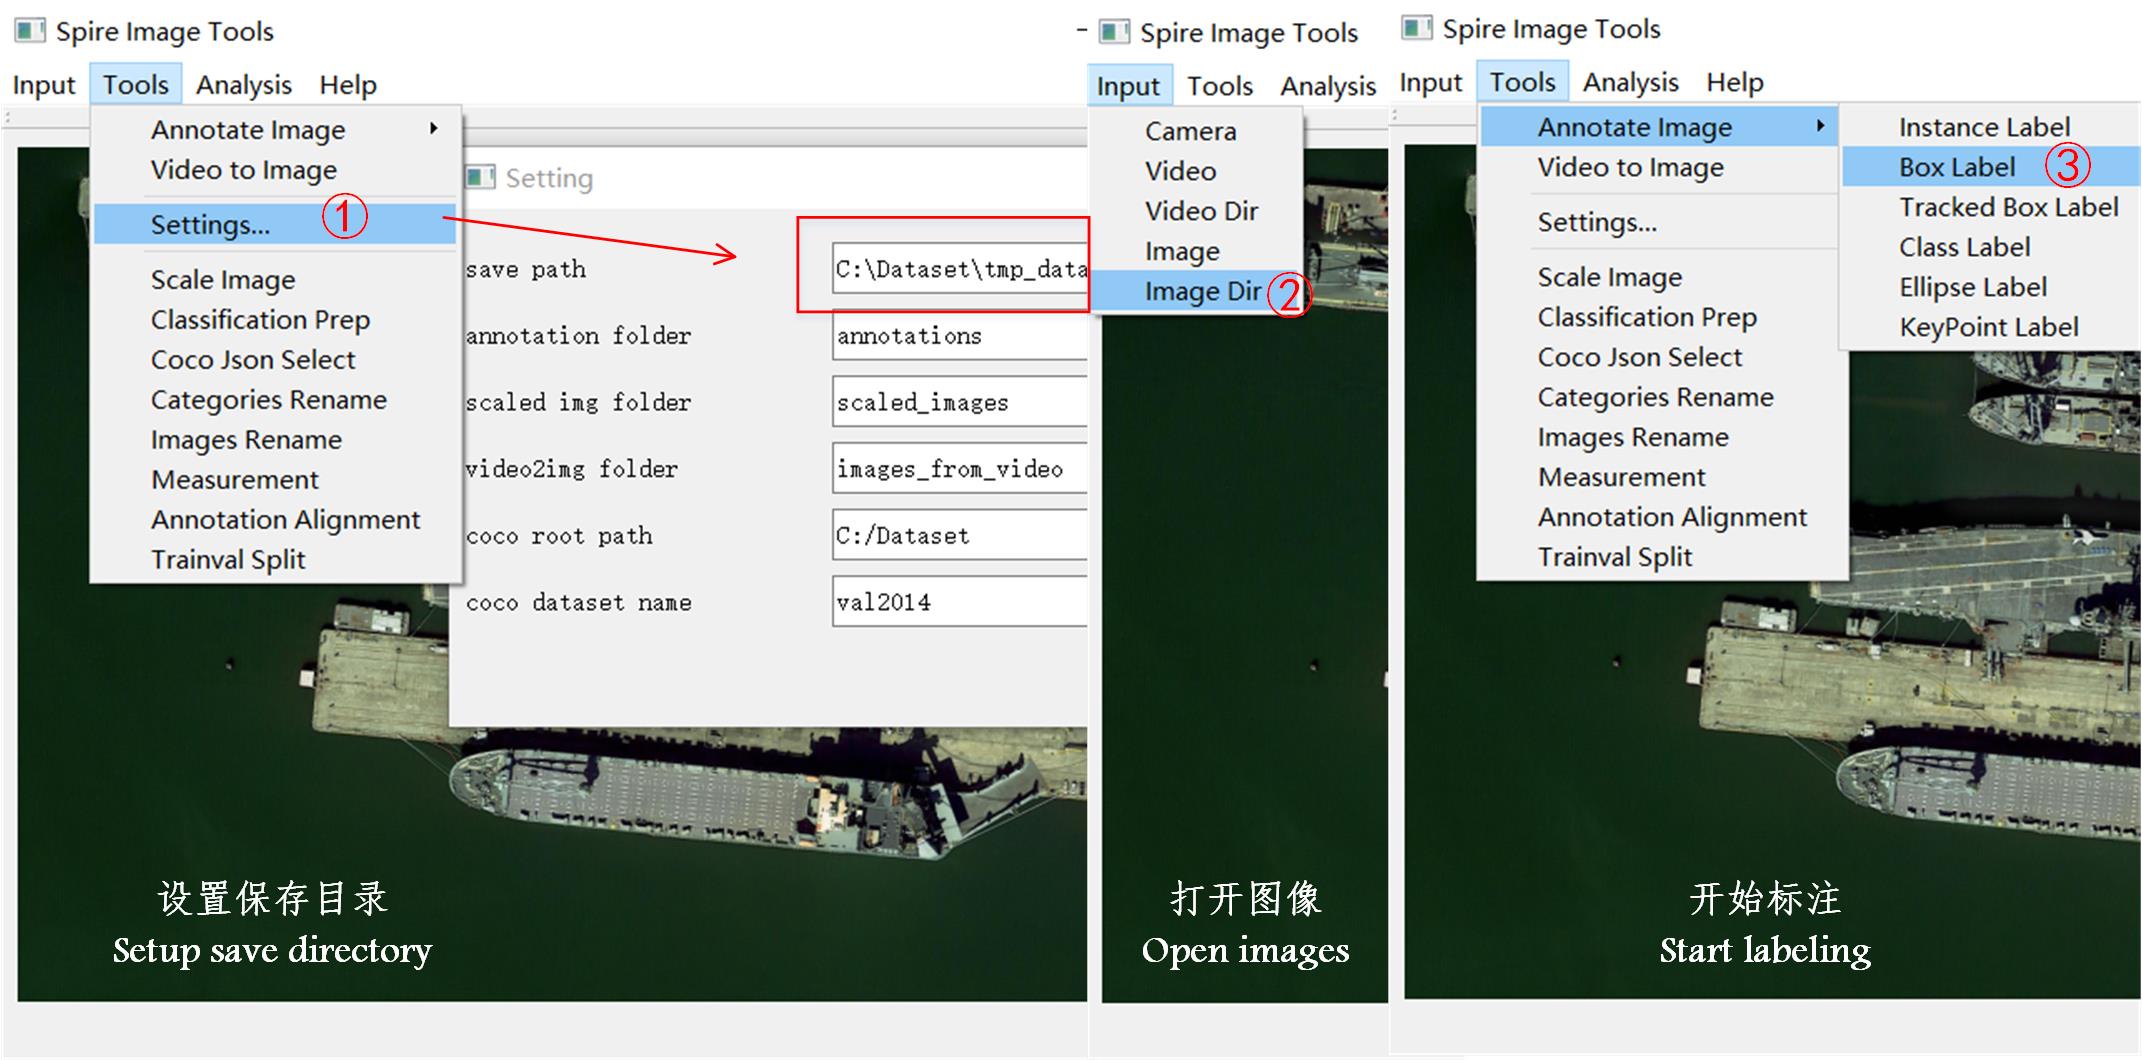 Spire Image Tools
Input Tools Analysis Help
Annotate Image
Video to Image
Settings... ①
Scale Image
Classification Prep
Coco Json Select
Categories Rename
Images Rename
Measurement
Annotation Alignment
Trainval Split
Setting
save path C:\Dataset\tmp_data
annotation folder annotations
scaled img folder scaled_images
video2img folder images_from_video
coco root path C:/Dataset
coco dataset name val2014
设置保存目录
Setup save directory
Spire Image Tools
Input Tools Analysis
Camera
Video
Video Dir
Image
Image Dir ②
打开图像
Open images
Spire Image Tools
Input Tools Analysis Help
Annotate Image
Video to Image
Settings...
Scale Image
Classification Prep
Coco Json Select
Categories Rename
Images Rename
Measurement
Annotation Alignment
Trainval Split
Instance Label
Box Label ③
Tracked Box Label
Class Label
Ellipse Label
KeyPoint Label
开始标注
Start labeling